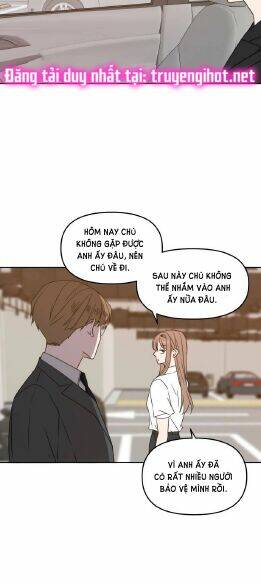 Đăng tải duy nhất tại: truyengihot.net
HÔM NAY CHÚ
KHÔNG GẶP ĐƯỢC
ANH ẤY ĐÂU, NÊN
CHÚ VỀ ĐI.
SAU NÀY CHÚ KHÔNG
THỂ NHẮM VÀO ANH
ẤY NỮA ĐÂU.
VÌ ANH ẤY ĐÃ
CÓ RẤT NHIỀU NGƯỜI
BẢO VỆ MÌNH RỒI.